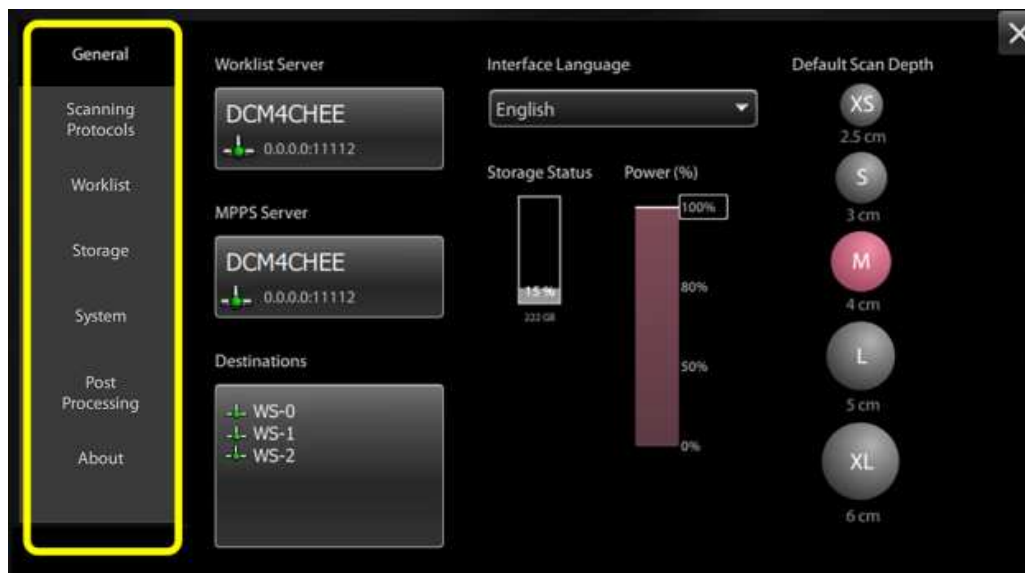 General
Scanning
Protocols
Worklist
Storage
System
Post
Processing
About
Worklist Server
DCM4CHEE
0.0.0.0:11112
MPPS Server
DCM4CHEE
0.0.0.0:11112
Destinations
WS-0
WS-1
WS-2
Interface Language
English
Storage Status
15 %
222 GB
Power (%)
100%
80%
50%
0%
Default Scan Depth
XS
2.5 cm
S
3 cm
M
4 cm
L
5 cm
XL
6 cm